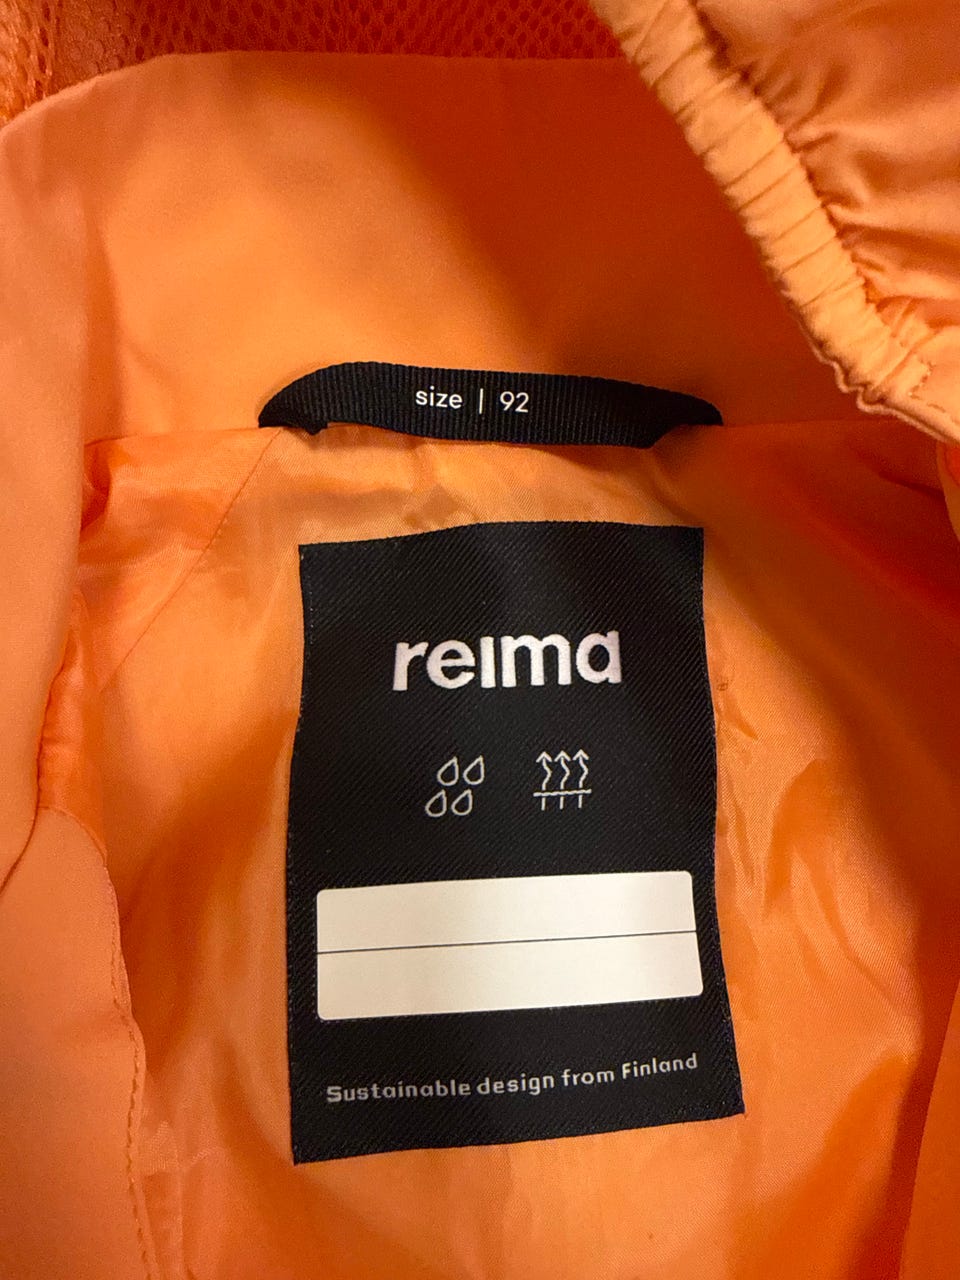 size | 92
reima
Sustainable design from Finland